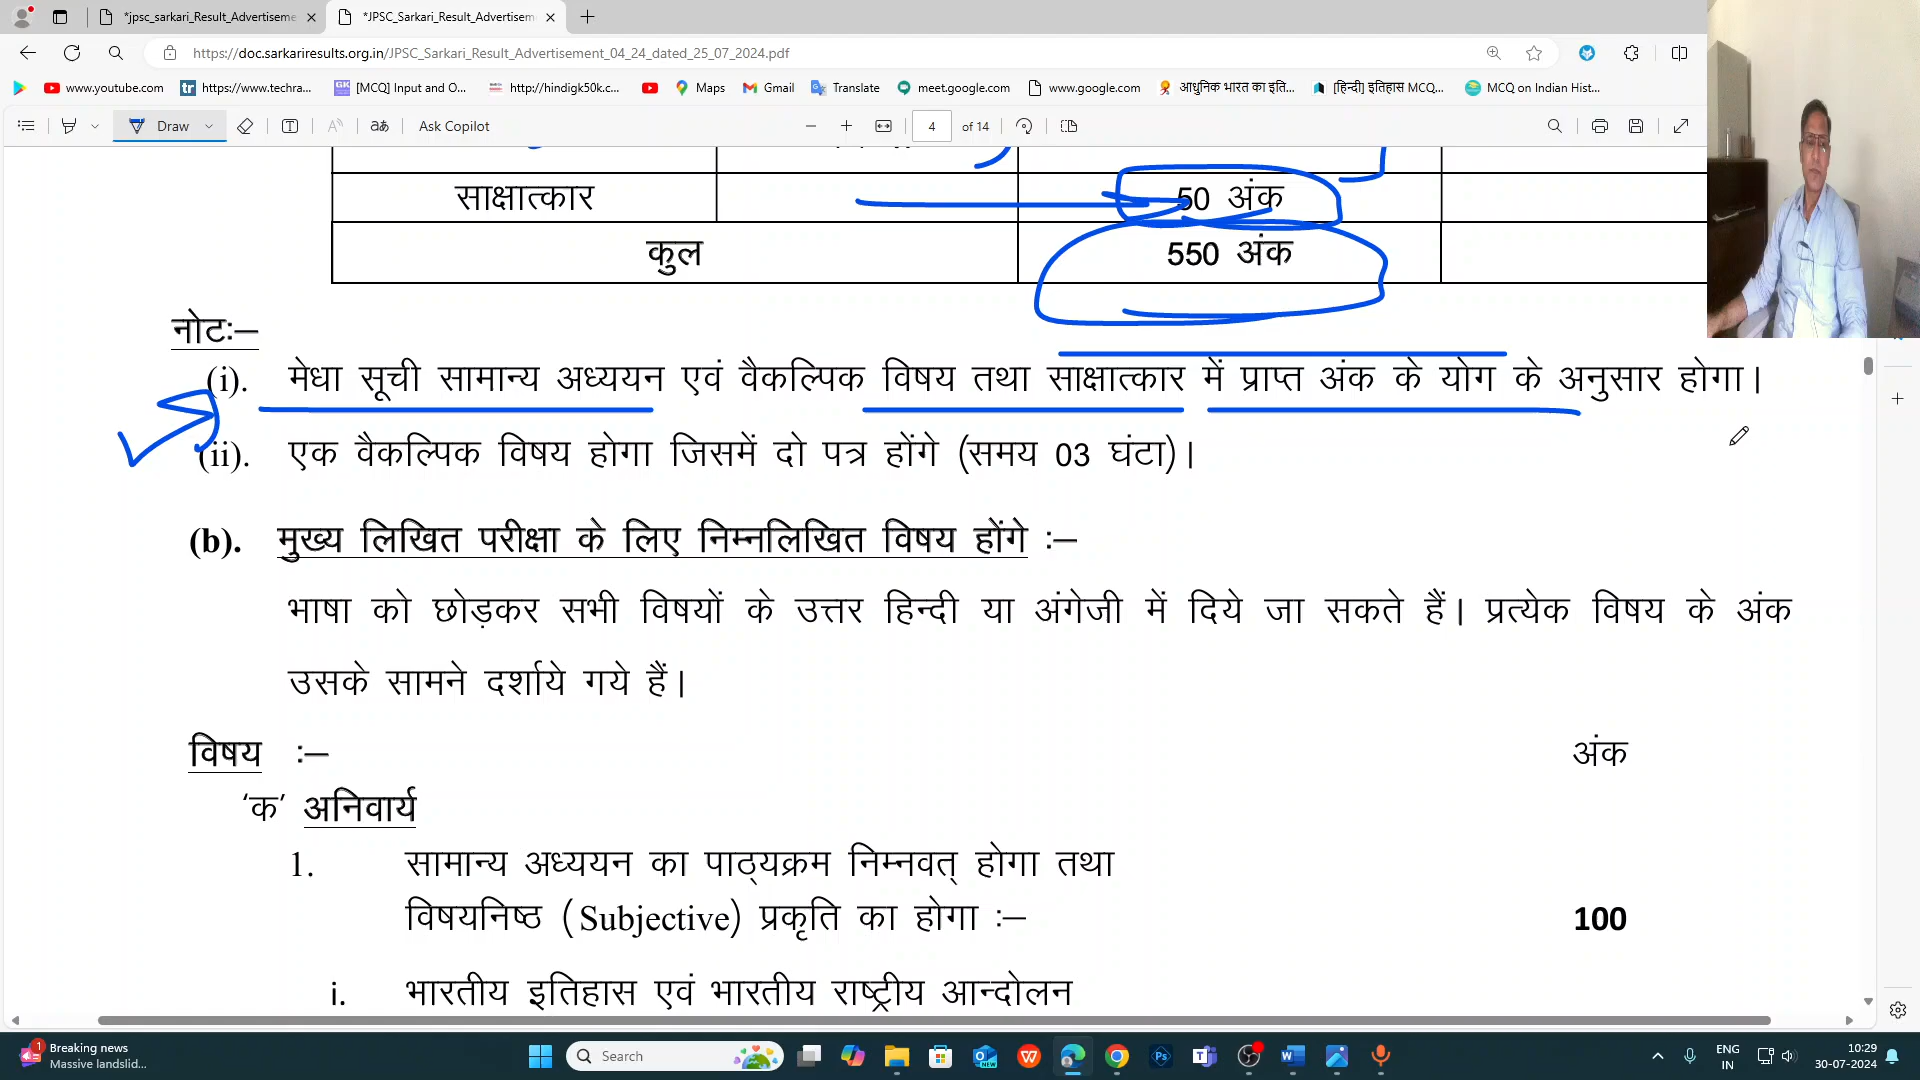 *jpsc_sarkari_Result_Advertiseme
*JPSC_Sarkari_Result_Advertisem
https://doc.sarkariresults.org.in/JPSC_Sarkari_Result_Advertisement_04_24_dated_25_07_2024.pdf
www.youtube.com https://www.techra... [MCQ] Input and O... http://hindigk50k.c... Maps Gmail Translate meet.google.com www.google.com आधुनिक भारत का इति... [हिन्दी] इतिहास MCQ... MCQ on Indian Hist...
Draw Ask Copilot 4 of 14
साक्षात्कार 50 अंक
कुल 550 अंक
नोटः–
(i). मेधा सूची सामान्य अध्ययन एवं वैकल्पिक विषय तथा साक्षात्कार में प्राप्त अंक के योग के अनुसार होगा।
(ii). एक वैकल्पिक विषय होगा जिसमें दो पत्र होंगे (समय 03 घंटा)।
(b). मुख्य लिखित परीक्षा के लिए निम्नलिखित विषय होंगे :–
भाषा को छोड़कर सभी विषयों के उत्तर हिन्दी या अंगेजी में दिये जा सकते हैं। प्रत्येक विषय के अंक
उसके सामने दर्शाये गये हैं।
विषय :– अंक
‘क’ अनिवार्य
1. सामान्य अध्ययन का पाठ्यक्रम निम्नवत् होगा तथा
विषयनिष्ठ (Subjective) प्रकृति का होगा :– 100
i. भारतीय इतिहास एवं भारतीय राष्ट्रीय आन्दोलन
Breaking news
Massive landslid...
Search
ENG
IN
10:29
30-07-2024